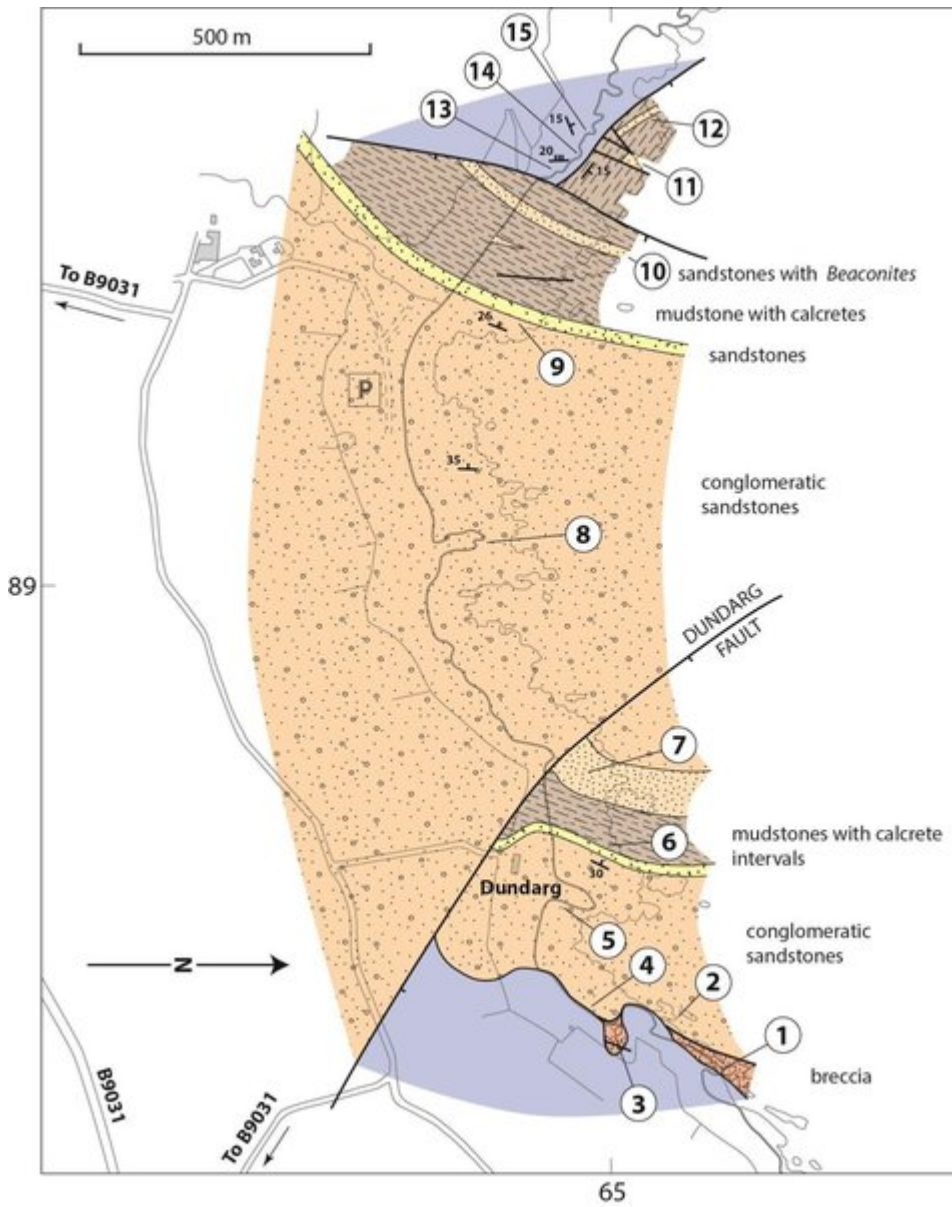 500 m
15
14
13
15
12
20
15
11
10
sandstones with Beaconites
To B9031
mudstone with calcretes
26
sandstones
9
P
35
conglomeratic
sandstones
8
89
DUNDARG
FAULT
7
6
mudstones with calcrete
intervals
30
Dundarg
5
conglomeratic
sandstones
4
N
2
1
breccia
3
B9031
To B9031
65